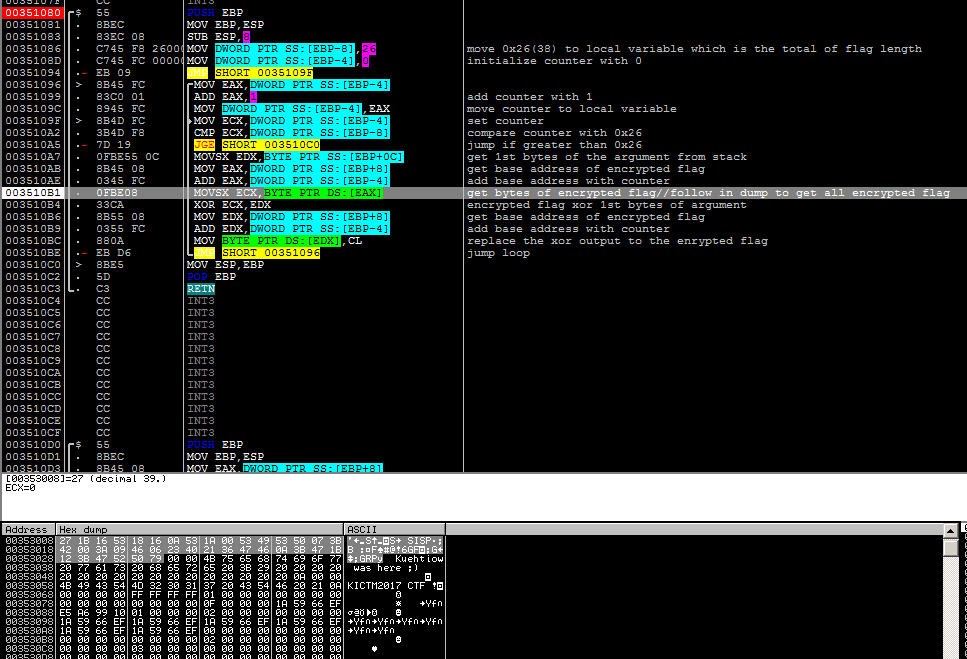 0035107F CC INT3
00351080 $ 55 PUSH EBP
00351081 . 8BEC MOV EBP,ESP
00351083 . 83EC 08 SUB ESP,8
00351086 . C745 F8 26000 MOV DWORD PTR SS:[EBP-8],26 move 0x26(38) to local variable which is the total of flag length
0035108D . C745 FC 00000 MOV DWORD PTR SS:[EBP-4],0 initialize counter with 0
00351094 .- EB 09 JMP SHORT 0035109F
00351096 > 8B45 FC MOV EAX,DWORD PTR SS:[EBP-4]
00351099 . 83C0 01 ADD EAX,1 add counter with 1
0035109C . 8945 FC MOV DWORD PTR SS:[EBP-4],EAX move counter to local variable
0035109F > 8B4D FC MOV ECX,DWORD PTR SS:[EBP-4] set counter
003510A2 . 3B4D F8 CMP ECX,DWORD PTR SS:[EBP-8] compare counter with 0x26
003510A5 .- 7D 19 JGE SHORT 003510C0 jump if greater than 0x26
003510A7 . 0FBE55 0C MOVSX EDX,BYTE PTR SS:[EBP+0C] get 1st bytes of the argument from stack
003510AB . 8B45 08 MOV EAX,DWORD PTR SS:[EBP+8] get base address of encrypted flag
003510AE . 0345 FC ADD EAX,DWORD PTR SS:[EBP-4] add base address with counter
003510B1 . 0FBE08 MOVSX ECX,BYTE PTR DS:[EAX] get bytes of encrypted flag//follow in dump to get all encrypted flag
003510B4 . 33CA XOR ECX,EDX encrypted flag xor 1st byte of argument
003510B6 . 8B55 08 MOV EDX,DWORD PTR SS:[EBP+8] get base address of encrypted flag
003510B9 . 0355 FC ADD EDX,DWORD PTR SS:[EBP-4] add base address with counter
003510BC . 880A MOV BYTE PTR DS:[EDX],CL replace the xor output to the enrypted flag
003510BE .- EB D6 JMP SHORT 00351096 jump loop
003510C0 > 8BE5 MOV ESP,EBP
003510C2 . 5D POP EBP
003510C3 . C3 RETN
003510C4 CC INT3
003510C5 CC INT3
003510C6 CC INT3
003510C7 CC INT3
003510C8 CC INT3
003510C9 CC INT3
003510CA CC INT3
003510CB CC INT3
003510CC CC INT3
003510CD CC INT3
003510CE CC INT3
003510CF CC INT3
003510D0 $ 55 PUSH EBP
003510D1 . 8BEC MOV EBP,ESP
003510D3 . 8B45 08 MOV EAX,DWORD PTR SS:[EBP+8]
[00353008]=27 (decimal 39.)
ECX=0
Address Hex dump ASCII
00353008 27 1B 16 53 18 16 0A 53 1A 00 53 49 53 50 07 3B
00353018 42 00 3A 09 46 06 23 40 21 36 47 46 0A 3B 47 1B
00353028 12 3B 47 52 50 79 00 00 4B 75 65 68 74 69 6F 77 Kuehtiow
00353038 20 77 61 73 20 68 65 72 65 20 3B 29 20 20 20 20 was here ;)
00353048 20 20 20 20 20 20 20 20 20 20 20 20 20 0A 00 00
00353058 4B 49 43 54 4D 32 30 31 37 20 43 54 46 20 21 0A KICTM2017 CTF !
00353068 00 00 00 00 FF FF FF FF 01 00 00 00 00 00 00 00
00353078 00 00 00 00 00 00 00 00 0F 00 00 00 1A 59 66 EF
00353088 E5 A6 99 10 01 00 00 00 02 00 00 00 00 00 00 00
00353098 1A 59 66 EF 1A 59 66 EF 1A 59 66 EF 1A 59 66 EF
003530A8 1A 59 66 EF 1A 59 66 EF 00 00 00 00 00 00 00 00
003530B8 00 00 00 00 00 00 00 00 02 00 00 00 00 00 00 00
003530C8 00 00 00 00 03 00 00 00 00 00 00 00 00 00 00 00